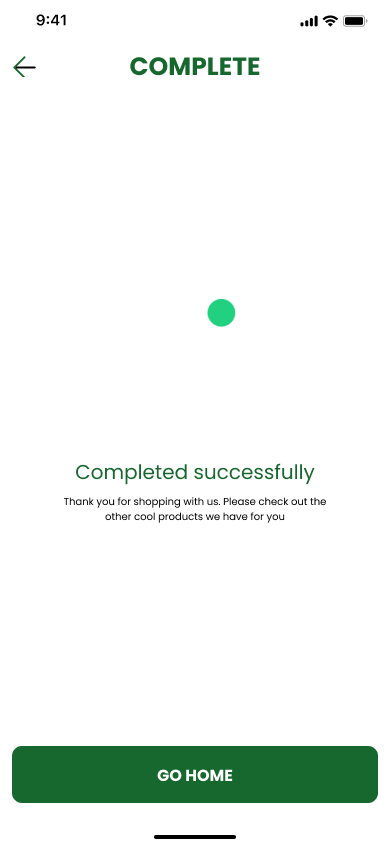 9:41
COMPLETE
Completed successfully
Thank you for shopping with us. Please check out the
other cool products we have for you
GO HOME